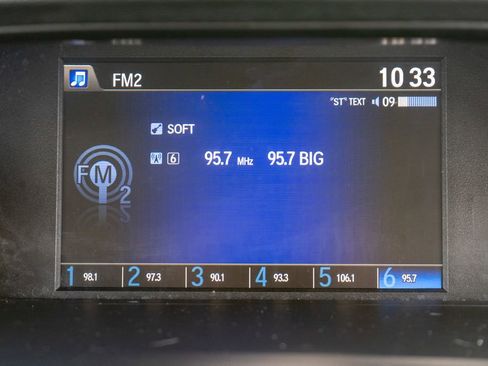 FM2
10 33
"ST" TEXT 09
SOFT
6 95.7 MHz 95.7 BIG
FM2
1 98.1 2 97.3 3 90.1 4 93.3 5 106.1 6 95.7